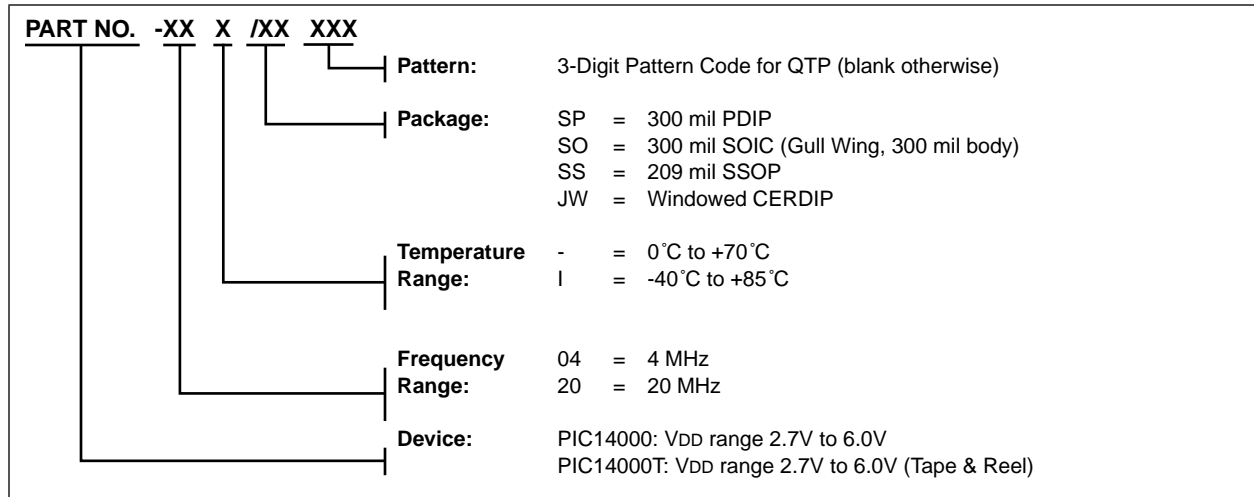 PART NO. -XX X /XX XXX
Pattern: 3-Digit Pattern Code for QTP (blank otherwise)
Package: SP = 300 mil PDIP
SO = 300 mil SOIC (Gull Wing, 300 mil body)
SS = 209 mil SSOP
JW = Windowed CERDIP
Temperature - = 0˚C to +70˚C
Range: I = -40˚C to +85˚C
Frequency 04 = 4 MHz
Range: 20 = 20 MHz
Device: PIC14000: VDD range 2.7V to 6.0V
PIC14000T: VDD range 2.7V to 6.0V (Tape & Reel)